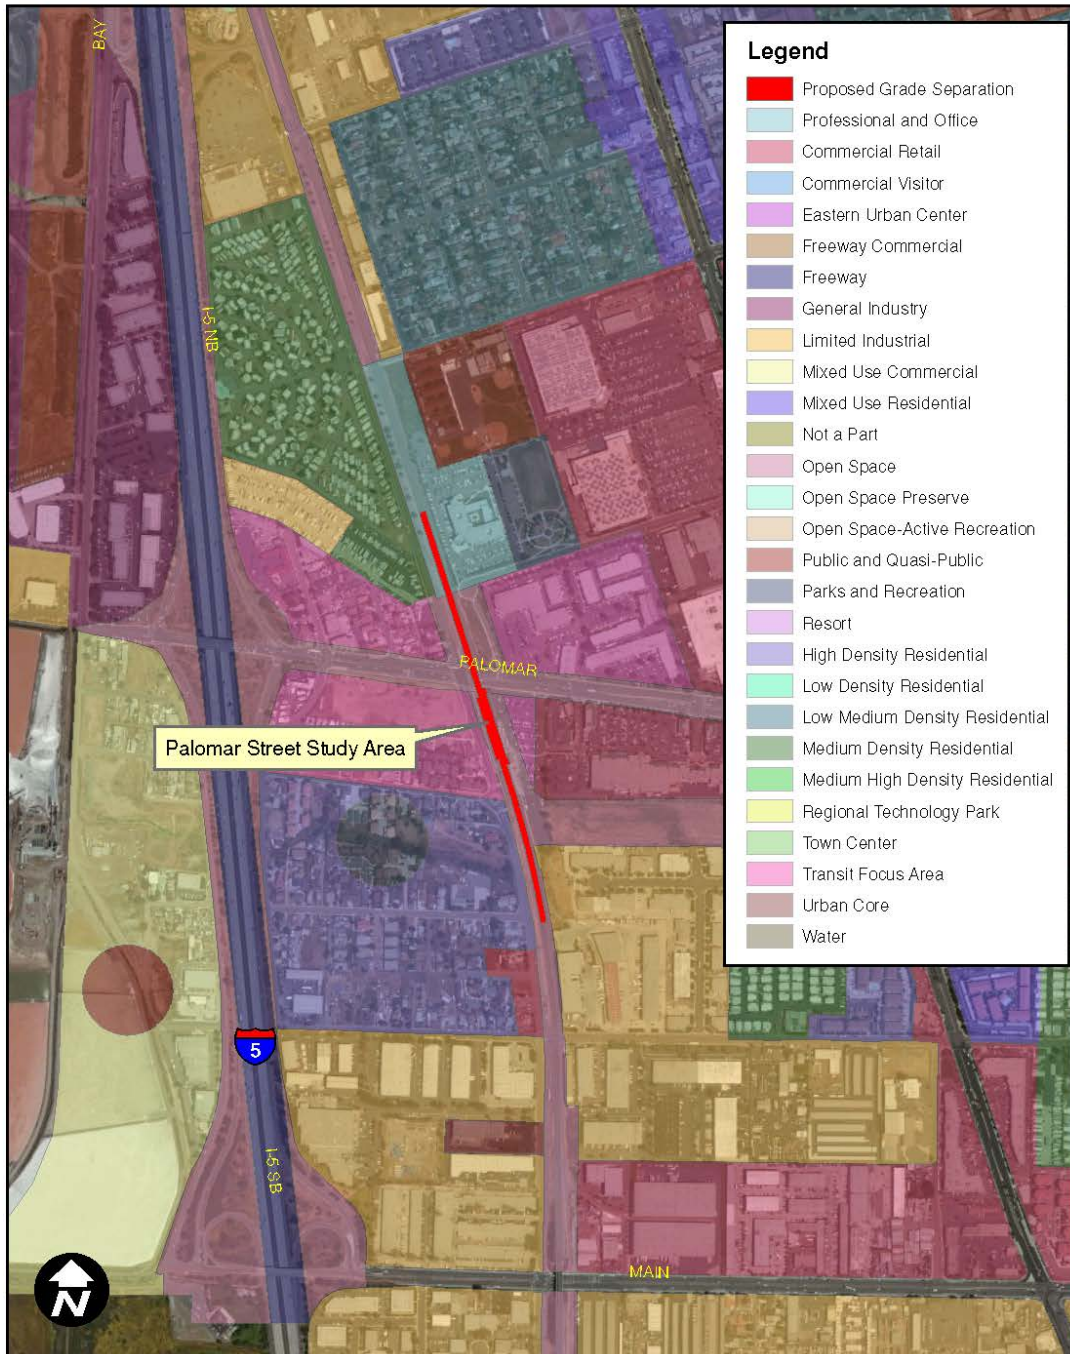 BAY
Legend
Proposed Grade Separation
Professional and Office
Commercial Retail
Commercial Visitor
Eastern Urban Center
Freeway Commercial
Freeway
General Industry
Limited Industrial
Mixed Use Commercial
Mixed Use Residential
Not a Part
Open Space
Open Space Preserve
Open Space-Active Recreation
Public and Quasi-Public
Parks and Recreation
Resort
High Density Residential
Low Density Residential
Low Medium Density Residential
Medium Density Residential
Medium High Density Residential
Regional Technology Park
Town Center
Transit Focus Area
Urban Core
Water
I-5 NB
PALOMAR
Palomar Street Study Area
5
I-5 SB
MAIN
N